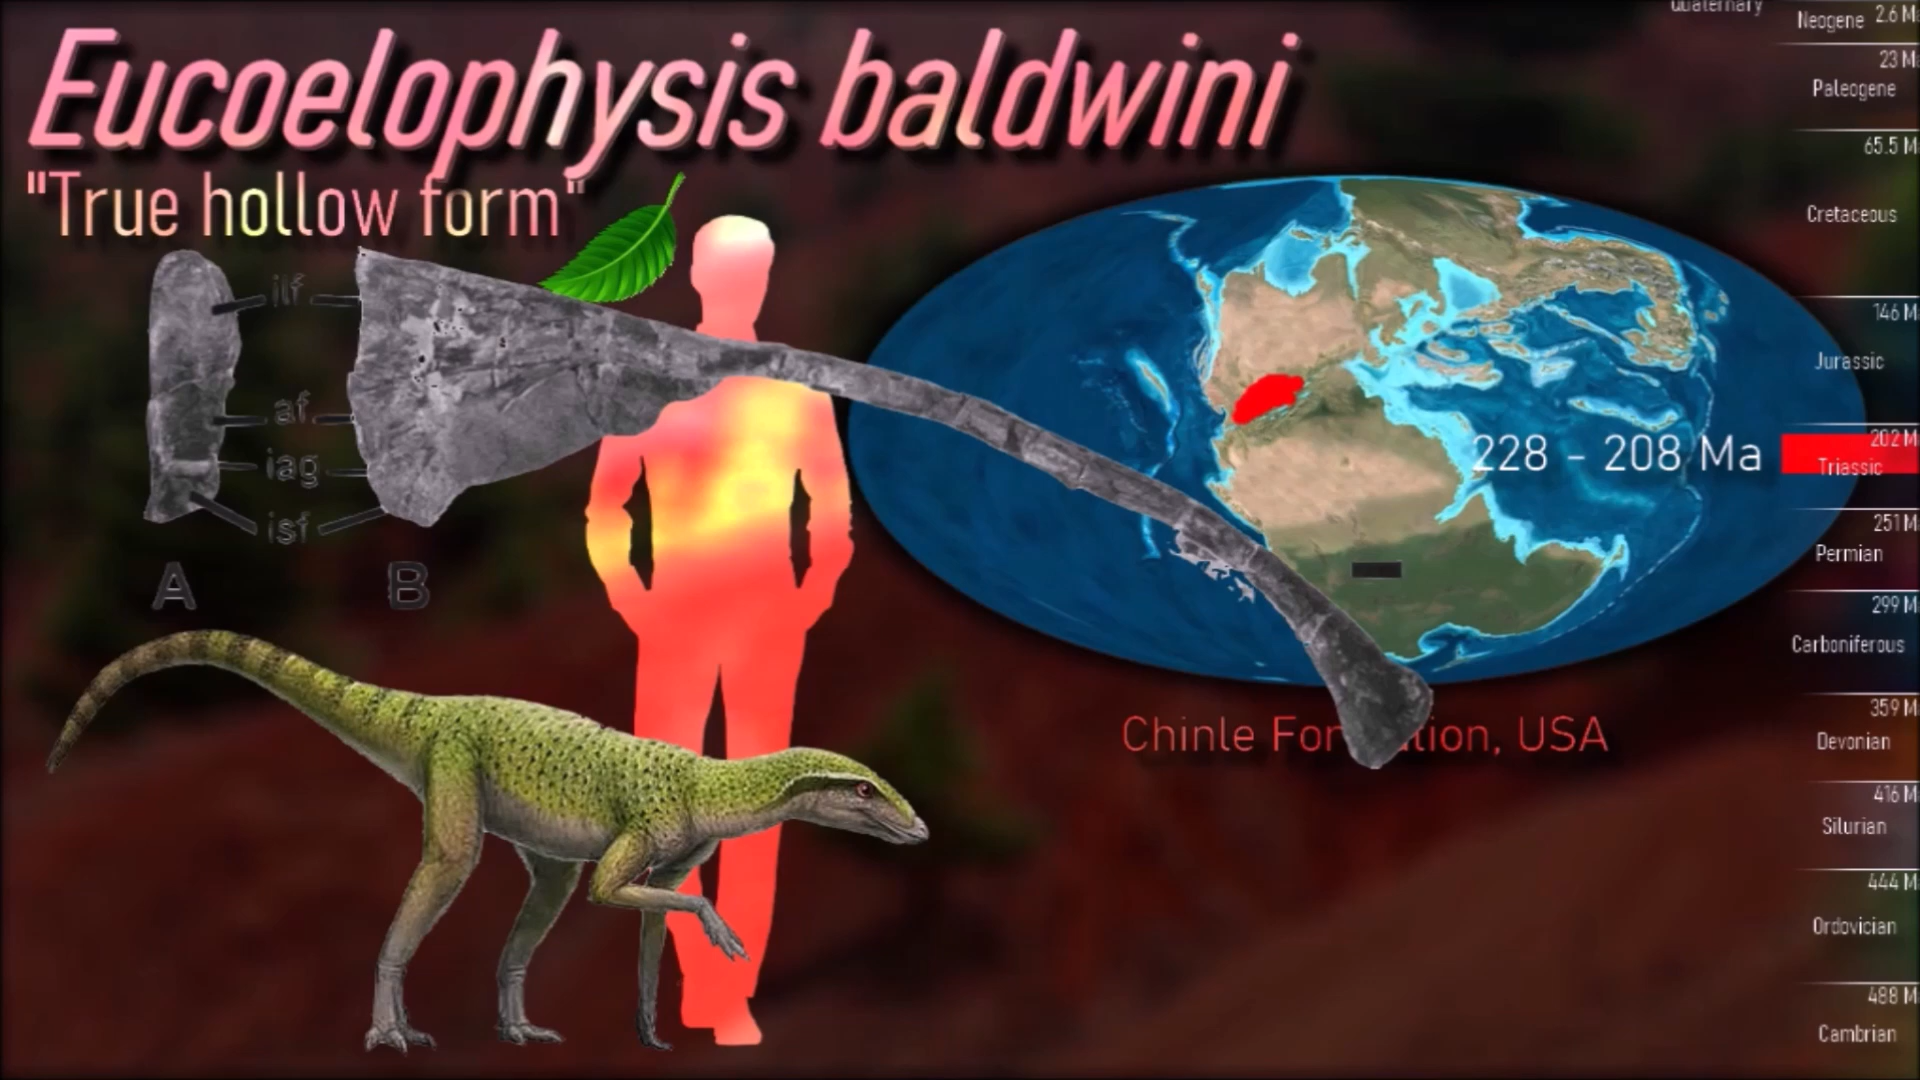 Eucoelophysis baldwini
"True hollow form"
ilf
af
iag
isf
A
B
228 - 208 Ma
Chinle For
tion, USA
Quaternary
2.6 M
Neogene
23 M
Paleogene
65.5 M
Cretaceous
146 M
Jurassic
202 M
Triassic
251 M
Permian
299 M
Carboniferous
359 M
Devonian
416 M
Silurian
444 M
Ordovician
488 M
Cambrian